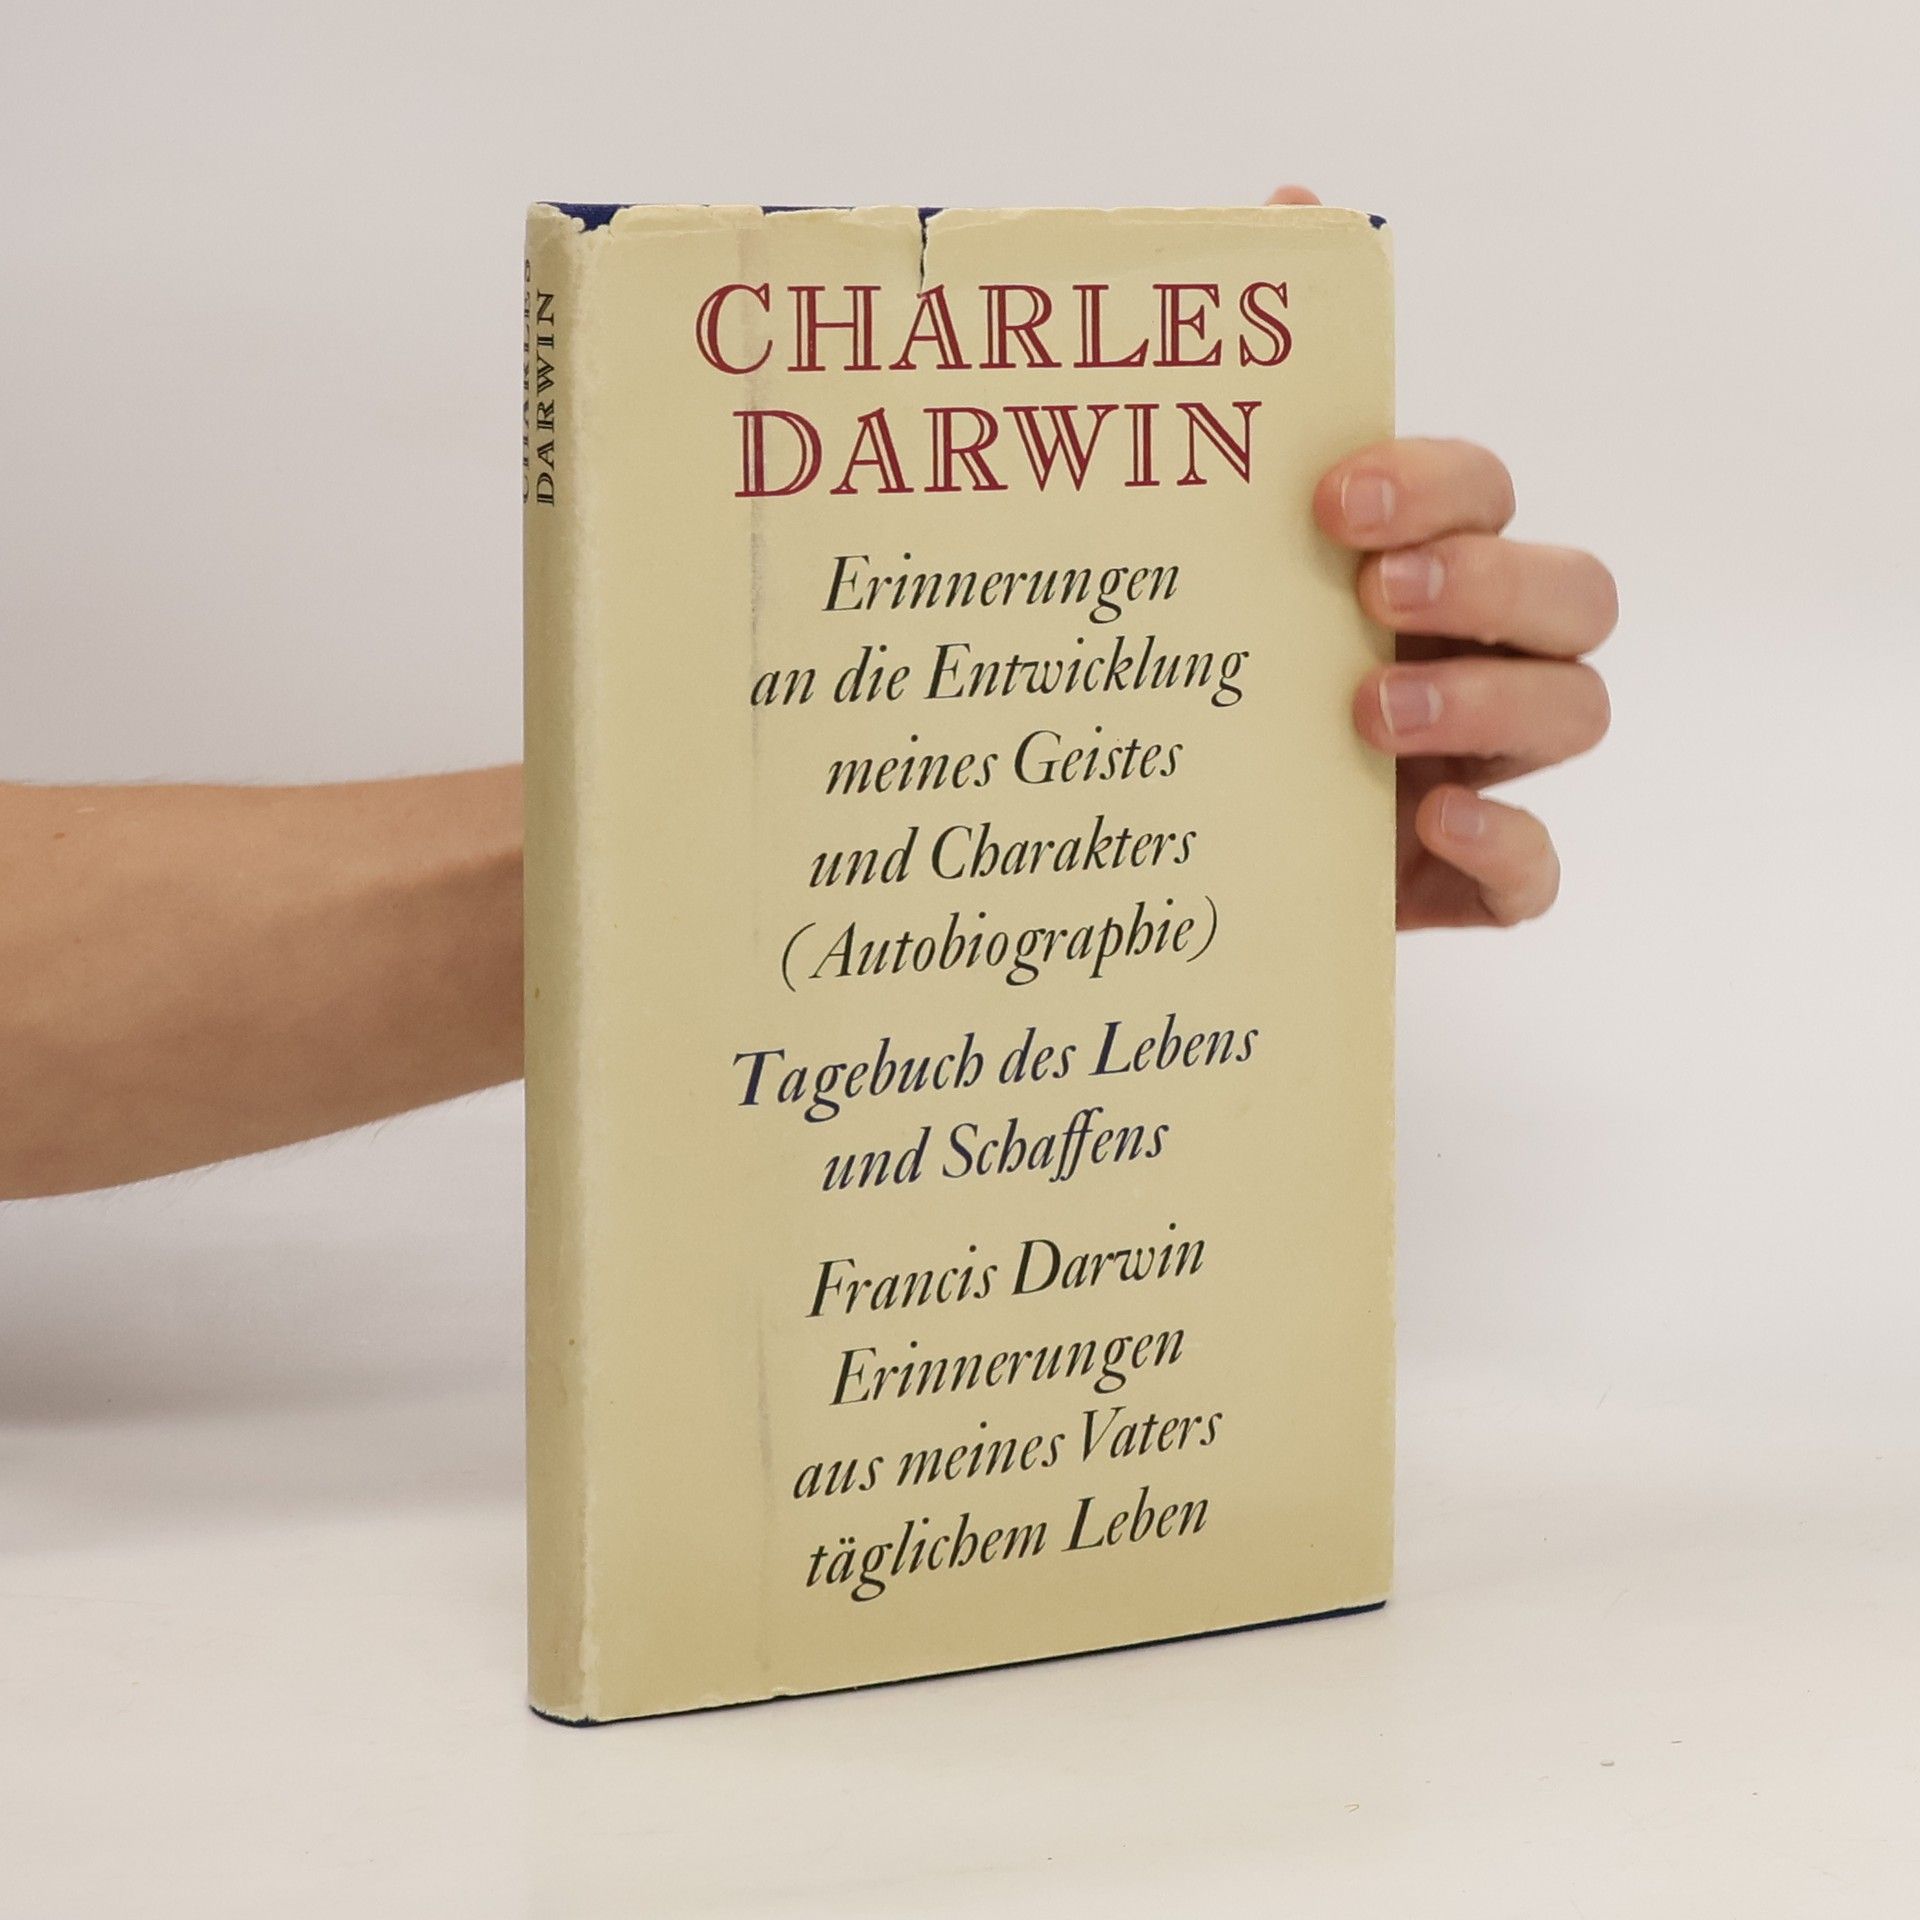 CHARLES
DARWIN
CHARLES
DARWIN
Erinnerungen
an die Entwicklung
meines Geistes
und Charakters
(Autobiographie)
Tagebuch des Lebens
und Schaffens
Francis Darwin
Erinnerungen
aus meines Vaters
täglichem Leben